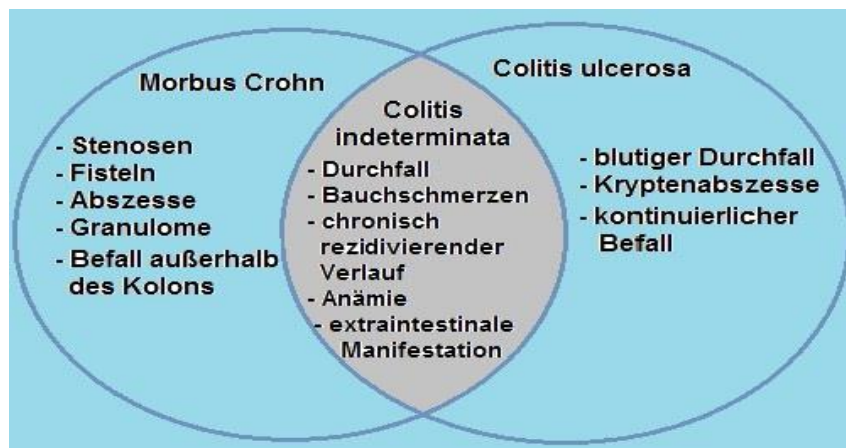 Morbus Crohn
- Stenosen
- Fisteln
- Abszesse
- Granulome
- Befall außerhalb
des Kolons
Colitis
indeterminata
- Durchfall
- Bauchschmerzen
- chronisch
rezidivierender
Verlauf
- Anämie
- extraintestinale
Manifestation
Colitis ulcerosa
- blutiger Durchfall
- Kryptenabszesse
- kontinuierlicher
Befall